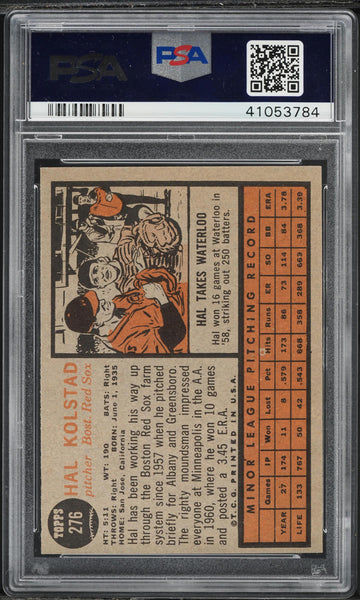 PSA
PSA
41053784
TOPPS
276
HAL KOLSTAD
pitcher Bost. Red Sox
HT: 5:11 WT: 190 BATS: Right
THROWS: Right BORN: June 1, 1935
HOME: San Jose, California
Hal has been working his way up
through the Boston Red Sox farm
system since 1957 when he pitched
briefly for Albany and Greensboro.
The righty moundsman impressed
everyone at Minneapolis in the A.A.
in 1960, where he won 10 games
and posted a 3.45 E.R.A.
©T.C.G. PRINTED IN U.S.A.
HAL TAKES WATERLOO
Hal won 16 games at Waterloo in
'58, striking out 250 batters.
MINOR LEAGUE PITCHING RECORD
Games IP Won Lost Pct Hits Runs ER SO BB ERA
YEAR 27 174 11 8 .579 173 86 73 114 84 3.78
LIFE 133 767 50 42 .543 668 358 289 663 368 3.39